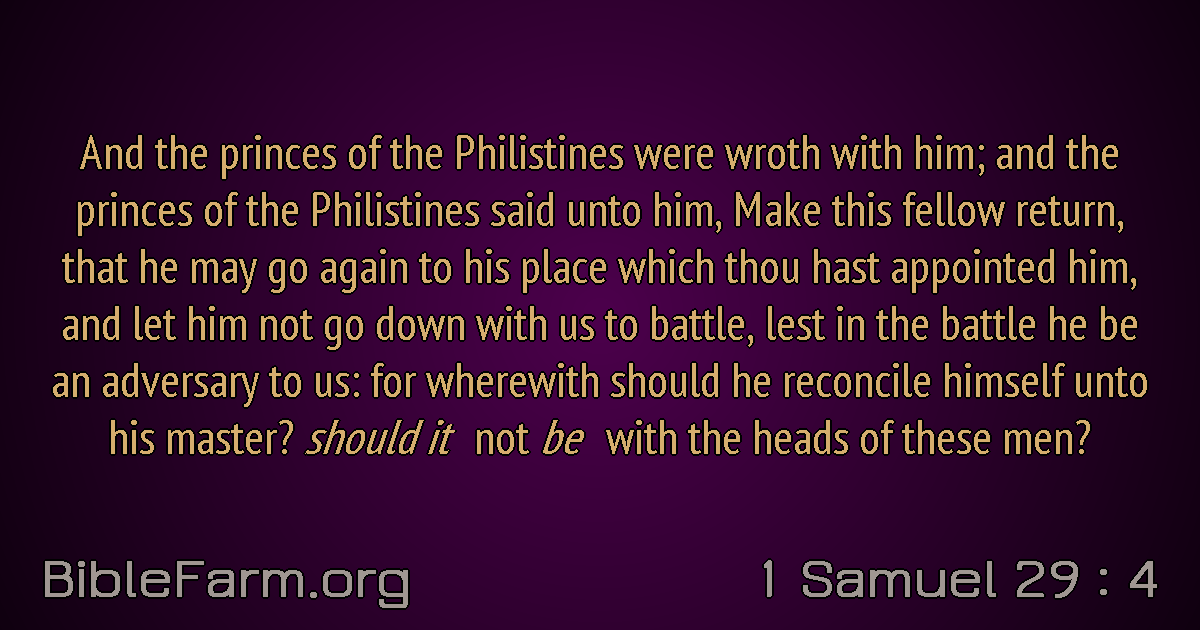 And the princes of the Philistines were wroth with him; and the
princes of the Philistines said unto him, Make this fellow return,
that he may go again to his place which thou hast appointed him,
and let him not go down with us to battle, lest in the battle he be
an adversary to us: for wherewith should he reconcile himself unto
his master? should it not be with the heads of these men?
BibleFarm.org
1 Samuel 29 : 4